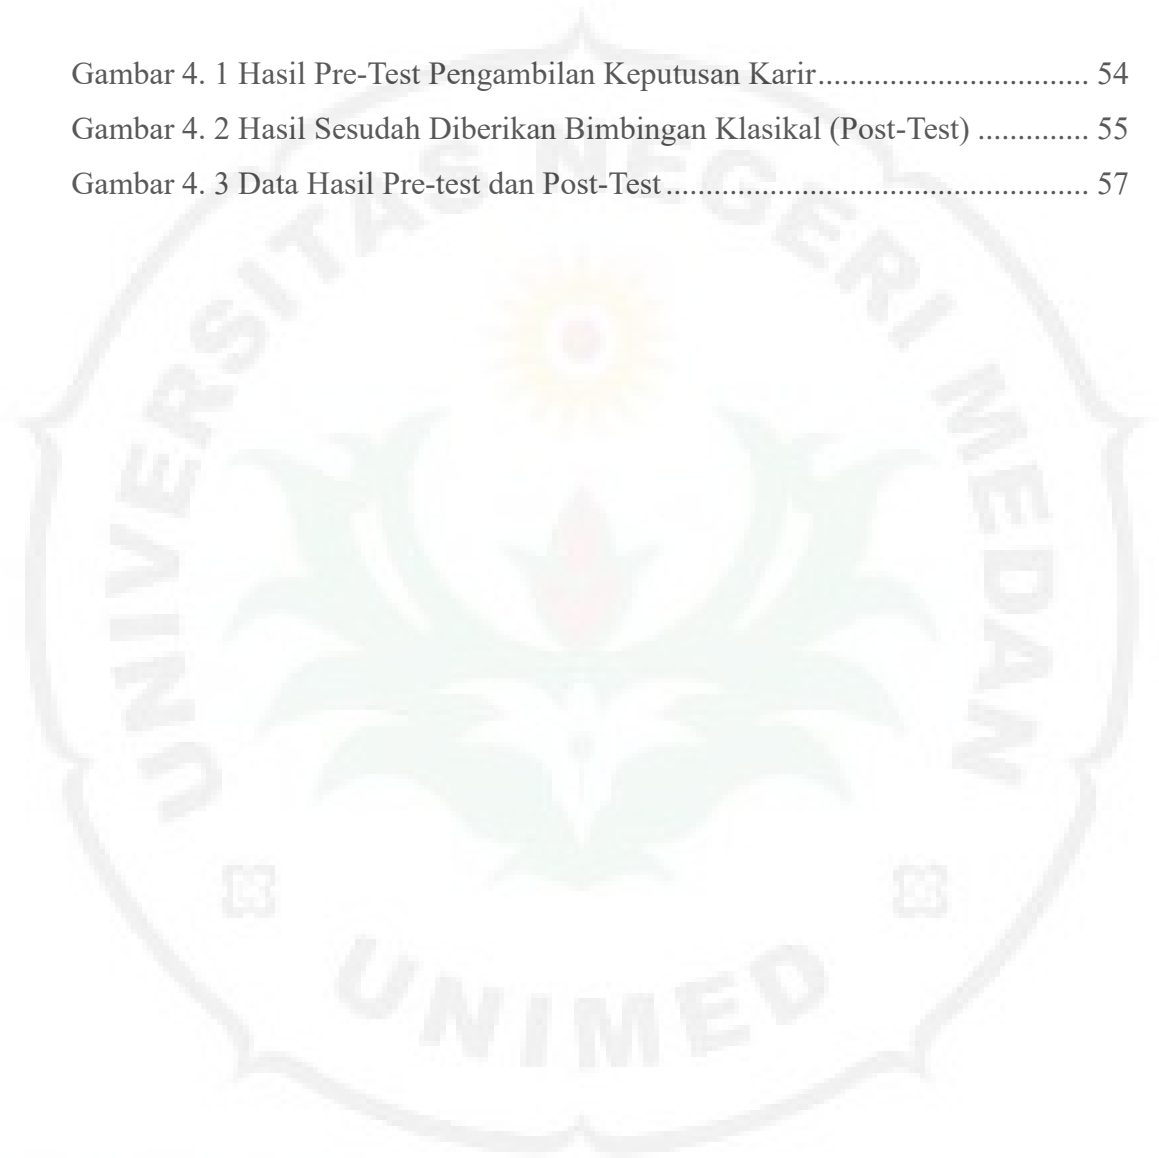 Gambar 4. 1 Hasil Pre-Test Pengambilan Keputusan Karir.................................. 54
Gambar 4. 2 Hasil Sesudah Diberikan Bimbingan Klasikal (Post-Test) .............. 55
Gambar 4. 3 Data Hasil Pre-test dan Post-Test..................................................... 57
UNIVERSITAS NEGERI MEDAN
UNIMED